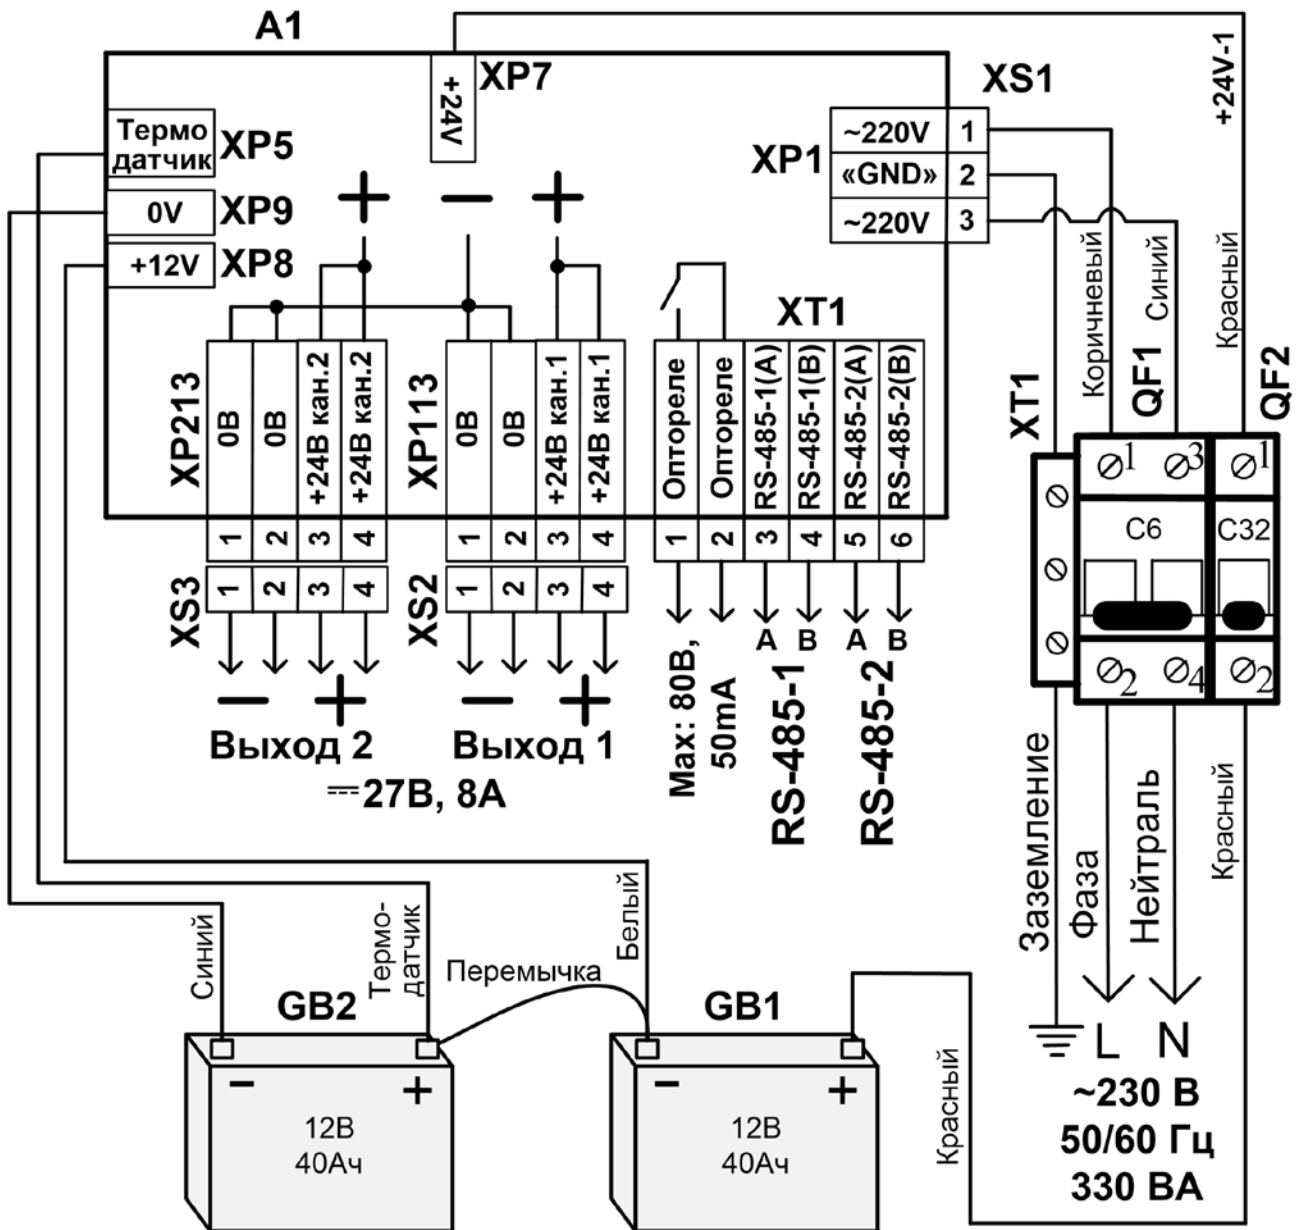 A1
XP7
+24V
XS1
+24V-1
Термо
датчик
XP5
0V
XP9
+12V
XP8
XP1
~220V
1
«GND»
2
~220V
3
+
—
+
Коричневый
QF1
Синий
Красный
QF2
XT1
XT1
XP213
0В
0В
+24В кан.2
+24В кан.2
XP113
0В
0В
+24В кан.1
+24В кан.1
Оптореле
Оптореле
RS-485-1(A)
RS-485-1(B)
RS-485-2(A)
RS-485-2(B)
1
2
3
4
1
2
3
4
1
2
3
4
5
6
XS3
1
2
3
4
XS2
1
2
3
4
1
3
1
C6
C32
2
4
2
A
B
A
B
— +
— +
Выход 2
Выход 1
27В, 8А
Max: 80В,
50mA
RS-485-1
RS-485-2
Заземление
Фаза
Нейтраль
Красный
Синий
Термо-
датчик
Перемычка
Белый
GB2
GB1
Красный
L
N
~230 В
50/60 Гц
330 ВА
− +
12В
40Ач
− +
12В
40Ач